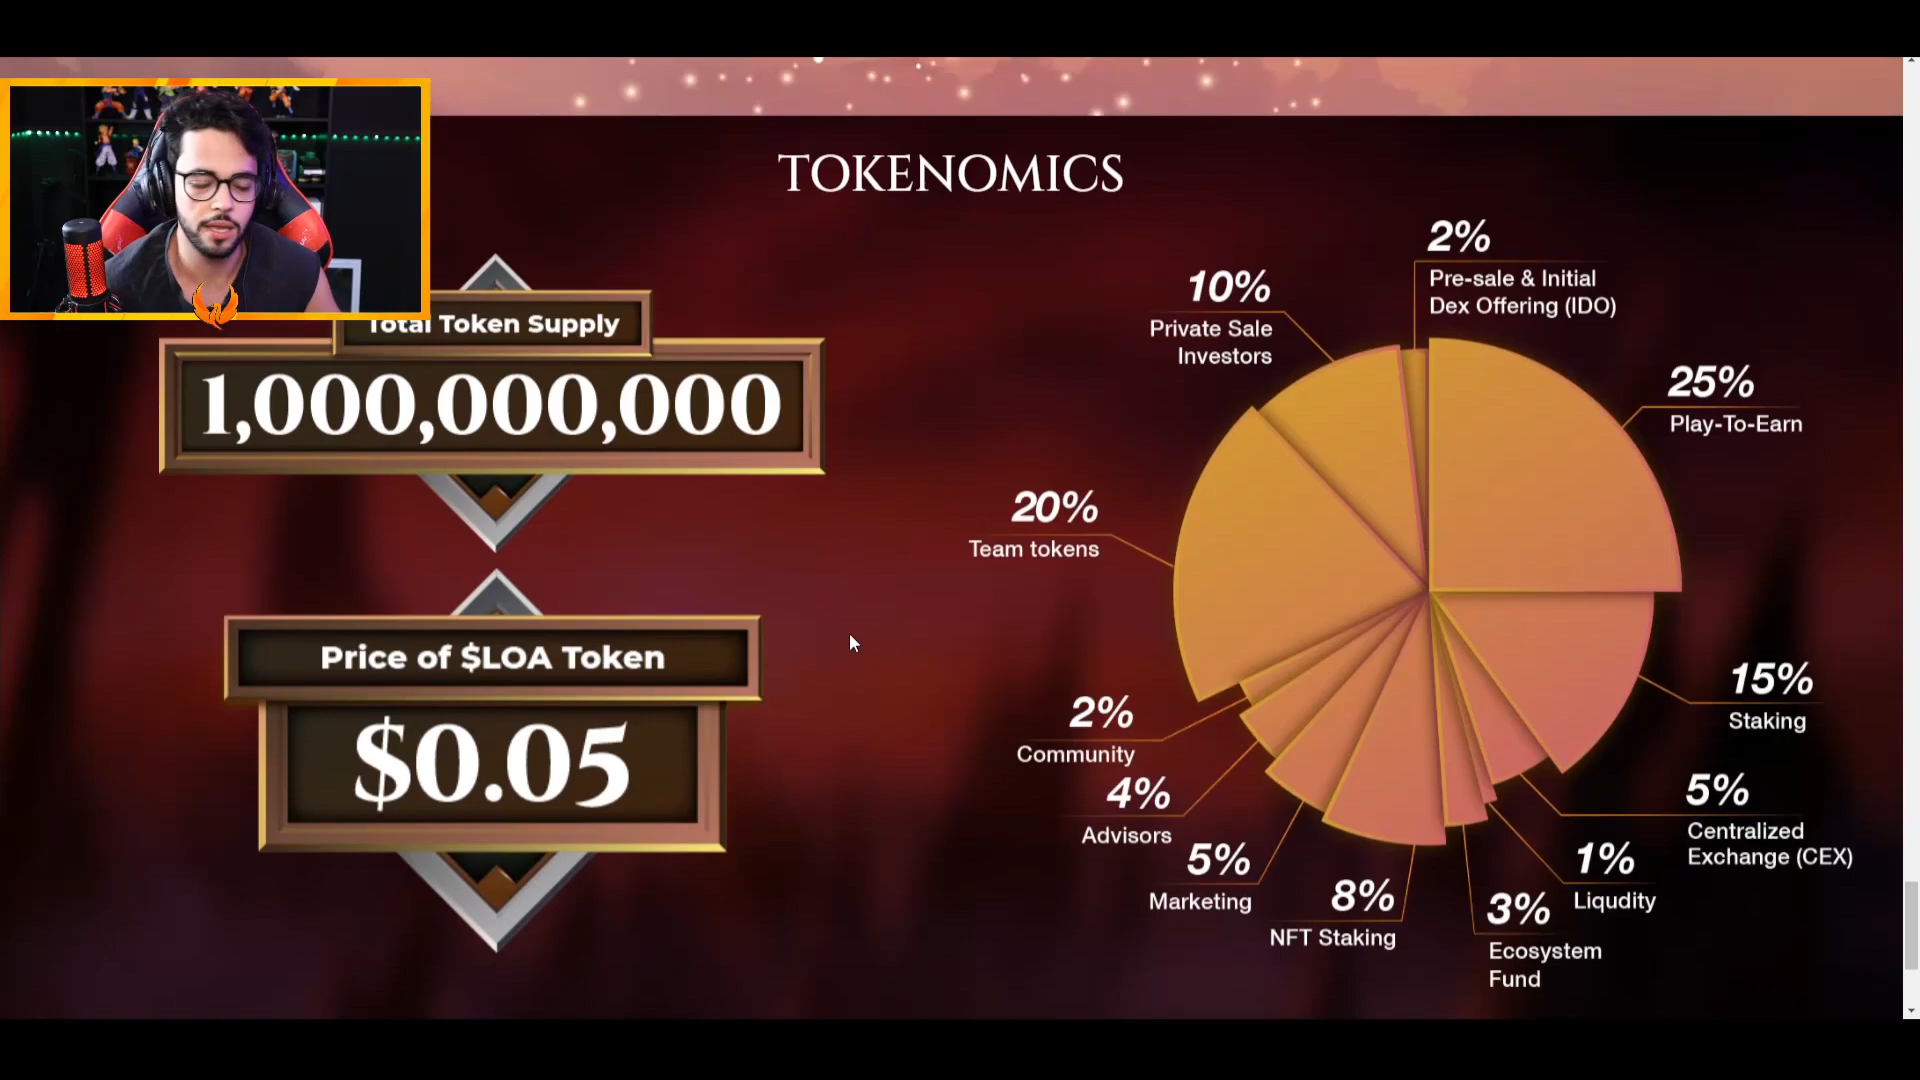 TOKENOMICS
Total Token Supply
1,000,000,000
Price of $LOA Token
$0.05
2%
Pre-sale & Initial
Dex Offering (IDO)
10%
Private Sale
Investors
25%
Play-To-Earn
20%
Team tokens
15%
Staking
2%
Community
5%
Centralized
Exchange (CEX)
4%
Advisors
1%
Liqudity
5%
Marketing
8%
NFT Staking
3%
Ecosystem
Fund